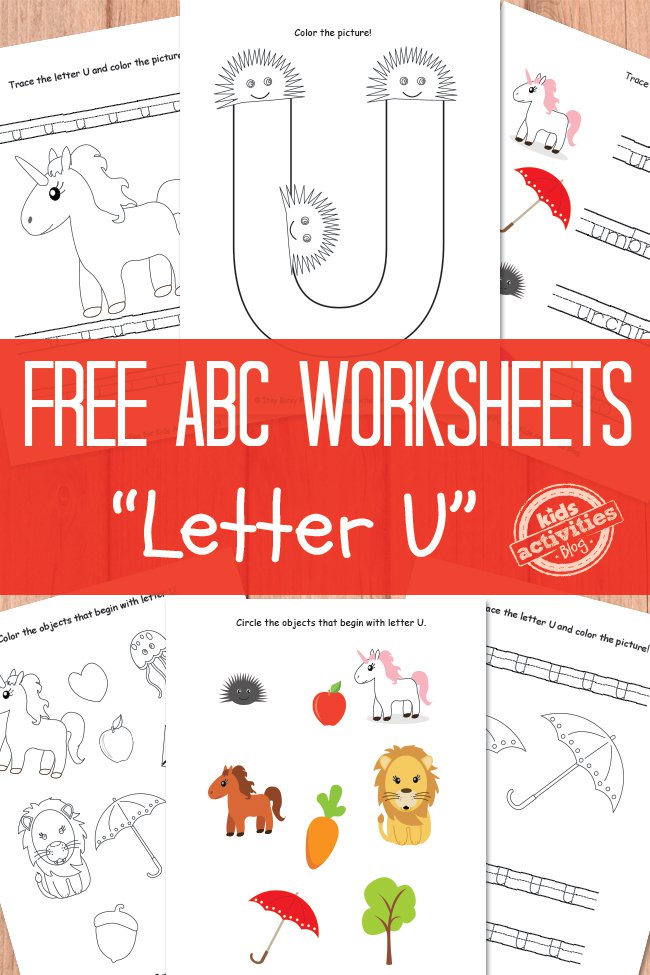 Trace the letter U and color the picture
Color the picture!
Trace
U U U U U
un
umbr
urchin
U U U
FREE ABC WORKSHEETS
"Letter U"
kids
activities
Blog
Color the objects that begin with letter U.
Circle the objects that begin with letter U.
ace the letter U and color the picture!
U U U U U
U U U U
U U U